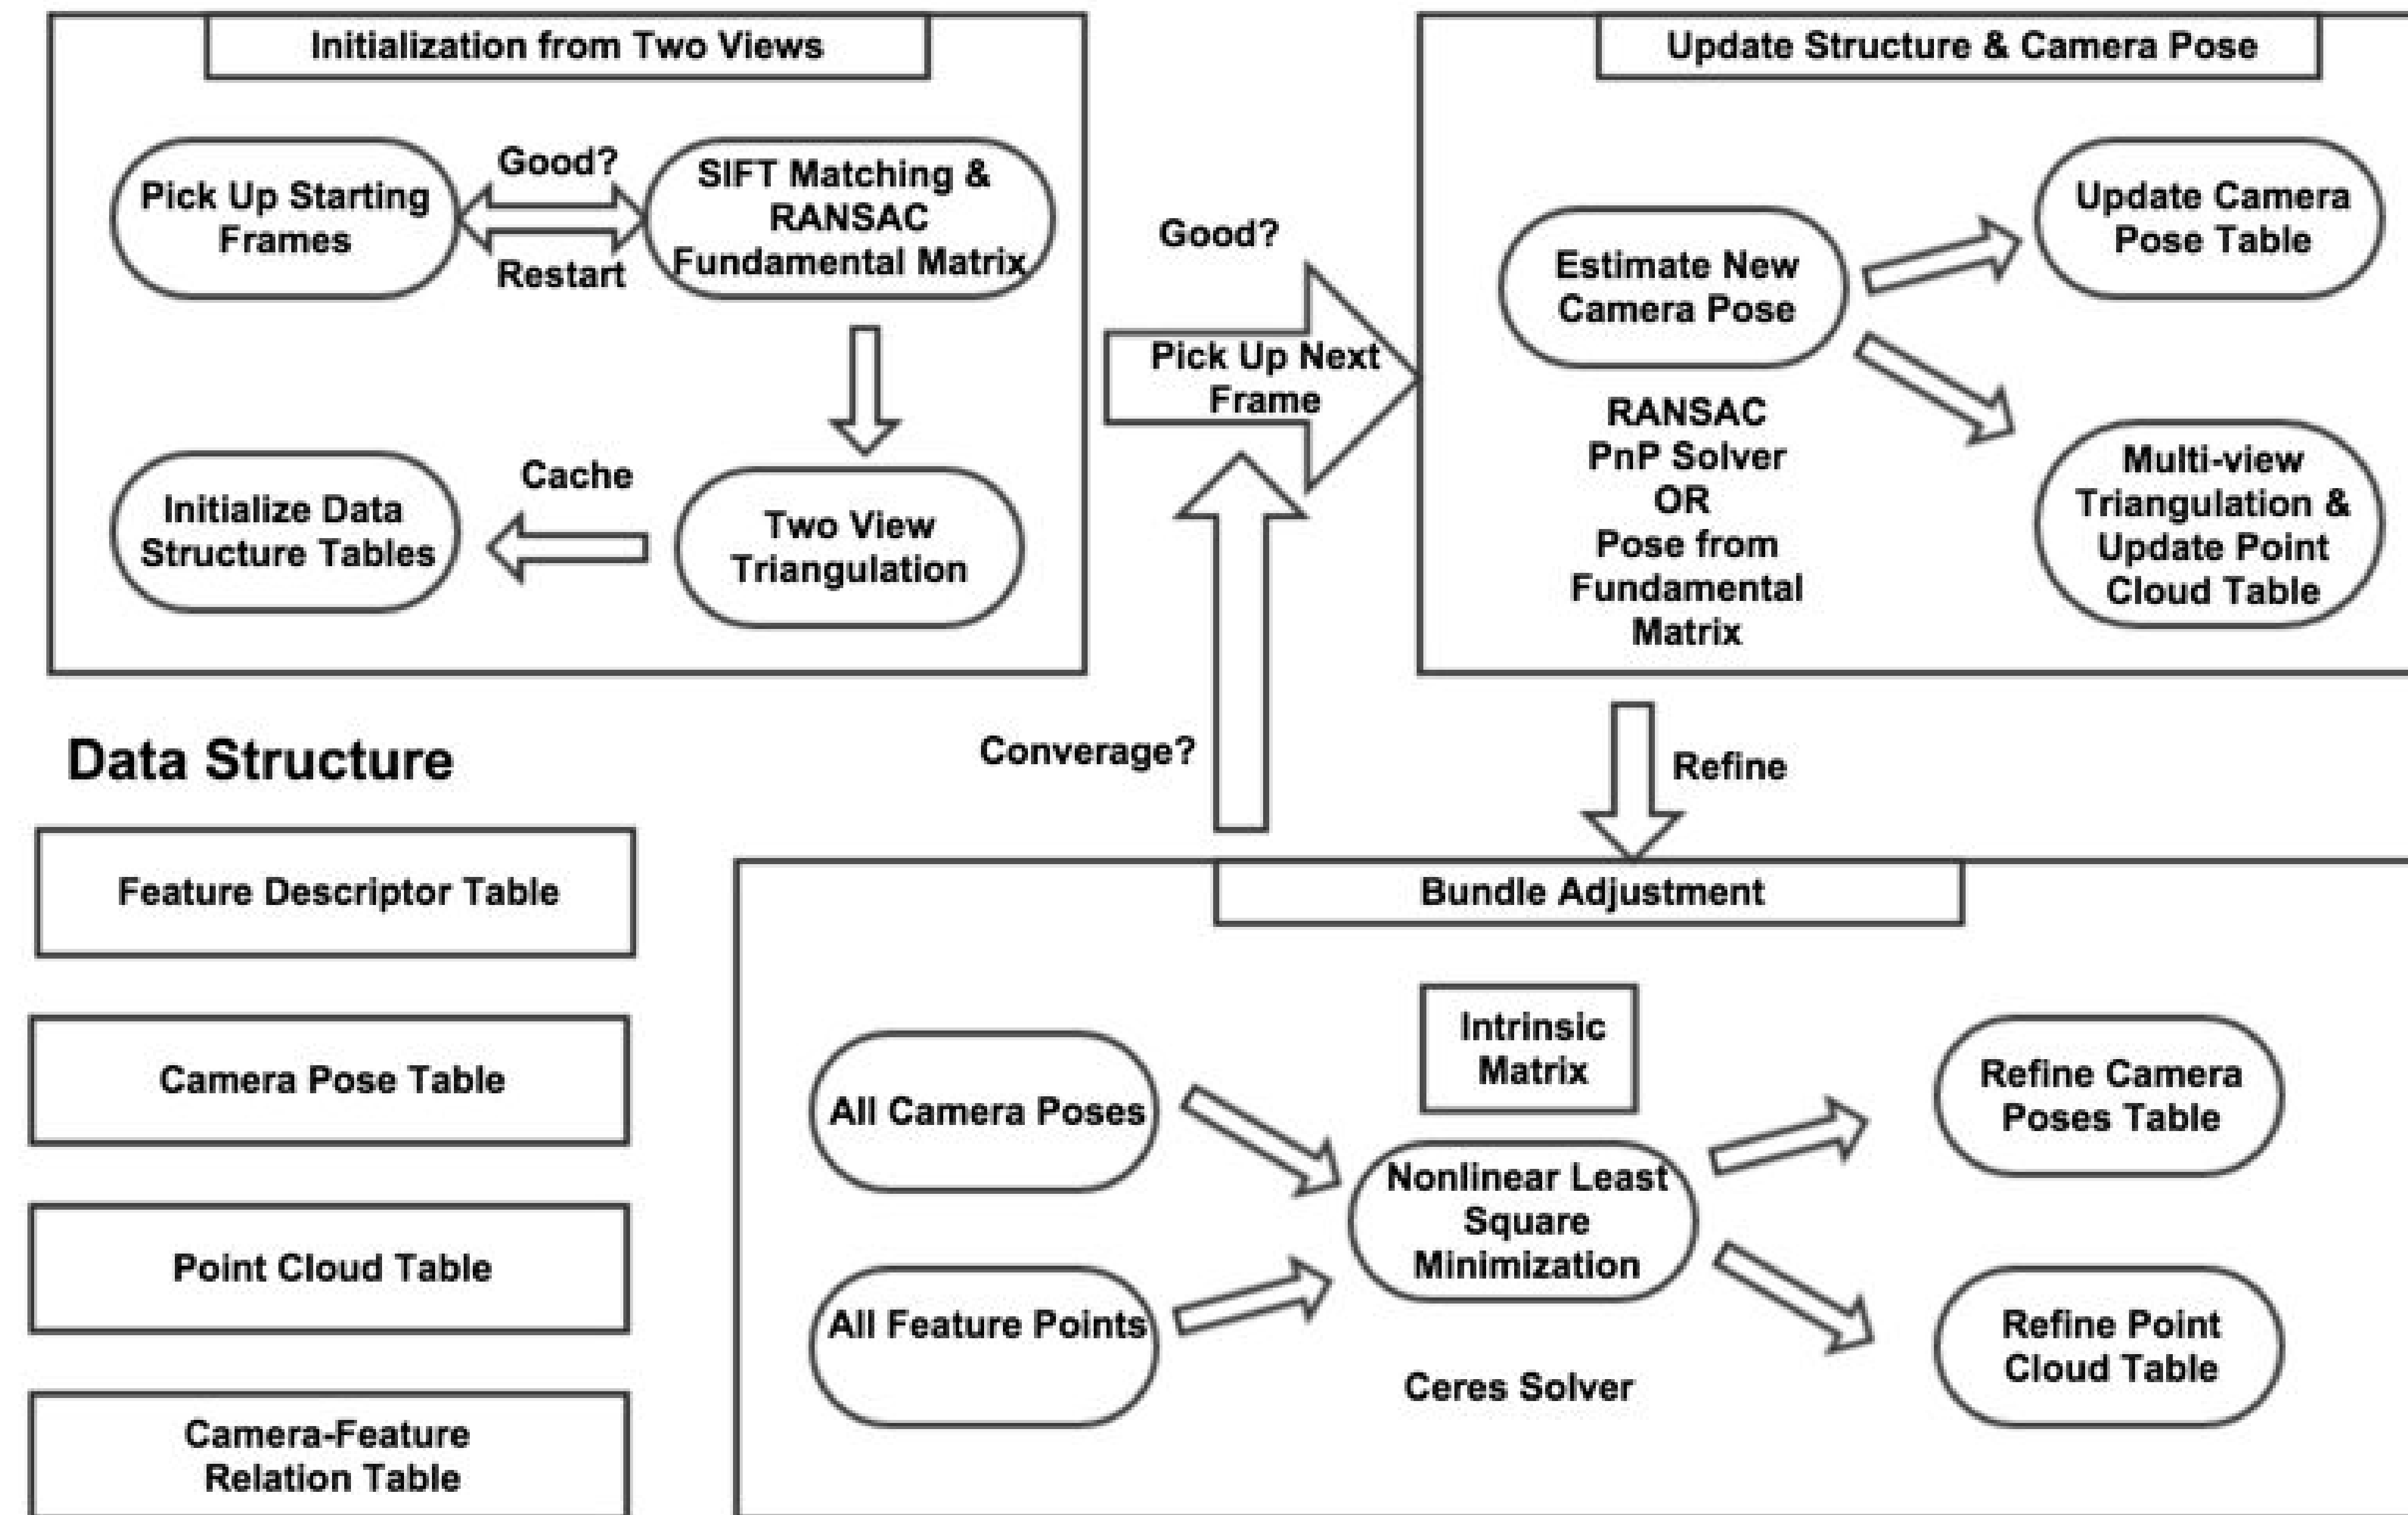 Initialization from Two Views
Pick Up Starting
Frames
Good?
Restart
SIFT Matching &
RANSAC
Fundamental Matrix
Initialize Data
Structure Tables
Cache
Two View
Triangulation
Good?
Pick Up Next
Frame
Update Structure & Camera Pose
Estimate New
Camera Pose
RANSAC
PnP Solver
OR
Pose from
Fundamental
Matrix
Update Camera
Pose Table
Multi-view
Triangulation &
Update Point
Cloud Table
Converage?
Refine
Data Structure
Feature Descriptor Table
Camera Pose Table
Point Cloud Table
Camera-Feature
Relation Table
Bundle Adjustment
All Camera Poses
All Feature Points
Intrinsic
Matrix
Nonlinear Least
Square
Minimization
Ceres Solver
Refine Camera
Poses Table
Refine Point
Cloud Table